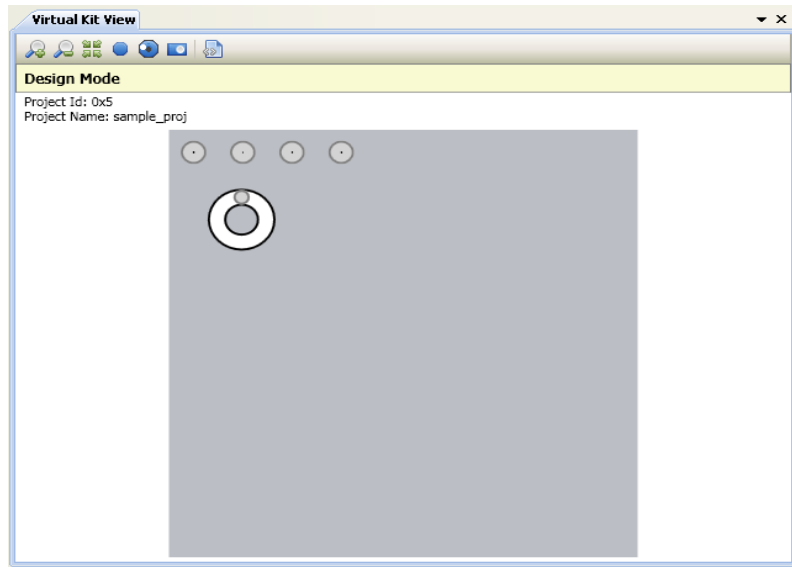 Virtual Kit View
Design Mode
Project Id: 0x5
Project Name: sample_proj